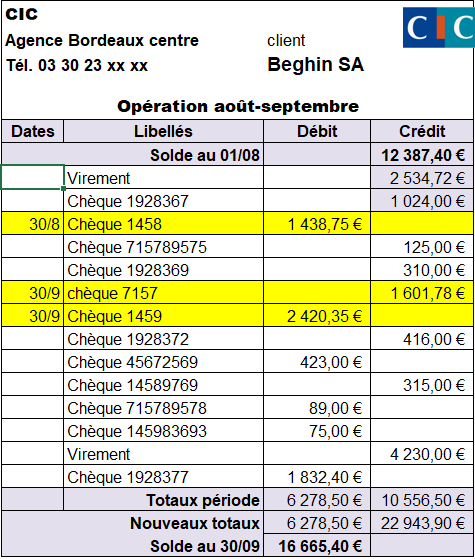 CIC
Agence Bordeaux centre client
Tél. 03 30 23 xx xx Beghin SA
CIC
Opération août-septembre
Dates Libellés Débit Crédit
Solde au 01/08 12 387,40 €
Virement 2 534,72 €
Chèque 1928367 1 024,00 €
30/8 Chèque 1458 1 438,75 €
Chèque 715789575 125,00 €
Chèque 1928369 310,00 €
30/9 chèque 7157 1 601,78 €
30/9 Chèque 1459 2 420,35 €
Chèque 1928372 416,00 €
Chèque 45672569 423,00 €
Chèque 14589769 315,00 €
Chèque 715789578 89,00 €
Chèque 145983693 75,00 €
Virement 4 230,00 €
Chèque 1928377 1 832,40 €
Totaux période 6 278,50 € 10 556,50 €
Nouveaux totaux 6 278,50 € 22 943,90 €
Solde au 30/09 16 665,40 €